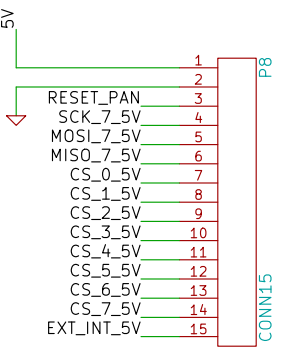 5V
1
2
RESET_PAN 3
SCK_7_5V 4
MOSI_7_5V 5
MISO_7_5V 6
CS_0_5V 7
CS_1_5V 8
CS_2_5V 9
CS_3_5V 10
CS_4_5V 11
CS_5_5V 12
CS_6_5V 13
CS_7_5V 14
EXT_INT_5V 15
P8
CONN15